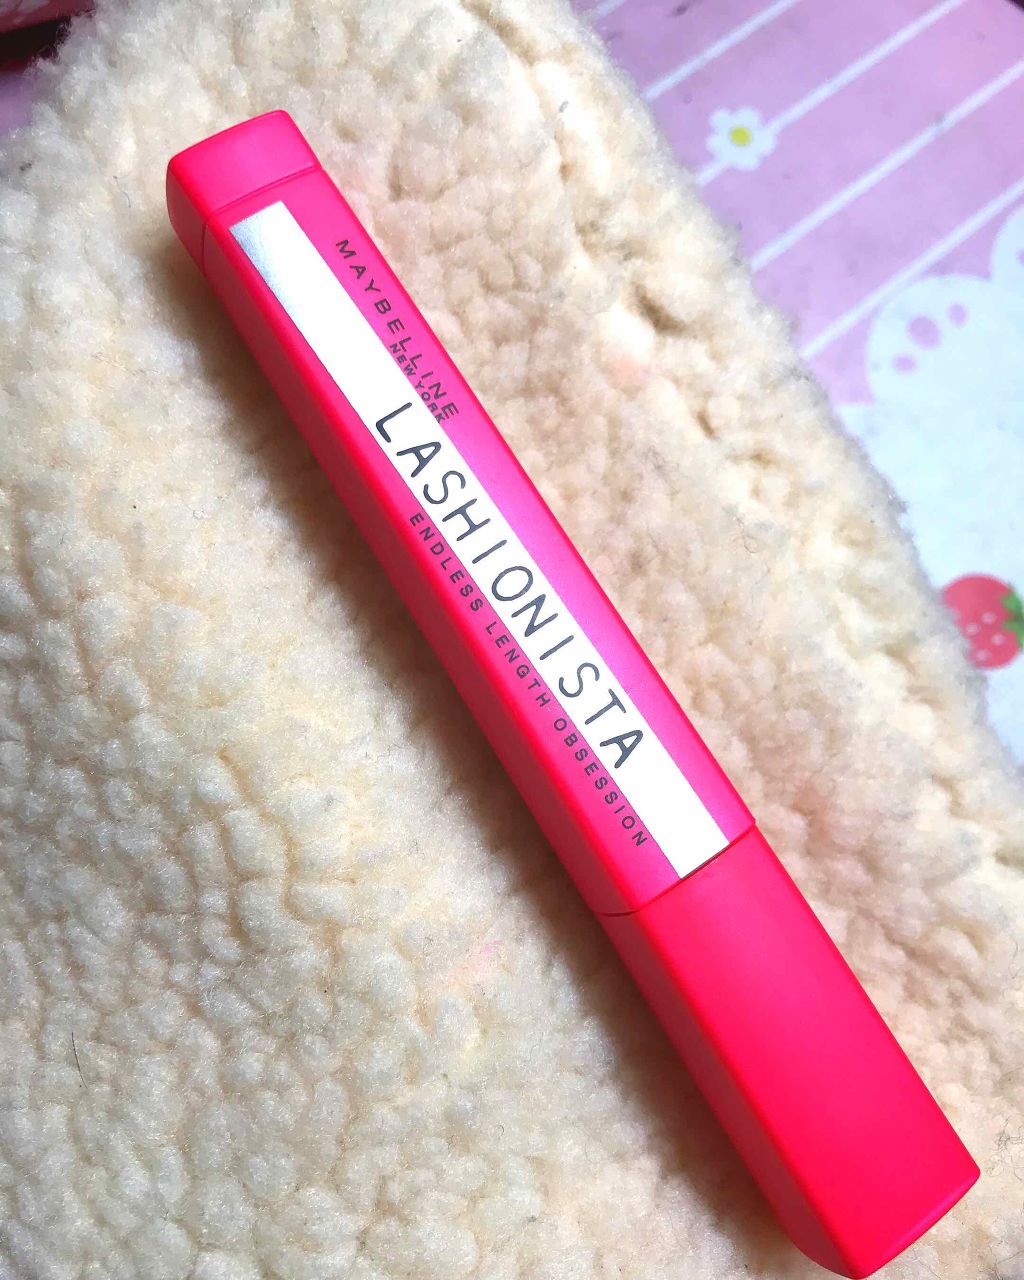 MAYBELLINE
NEW YORK
LASHIONISTA
ENDLESS LENGTH OBSESSION